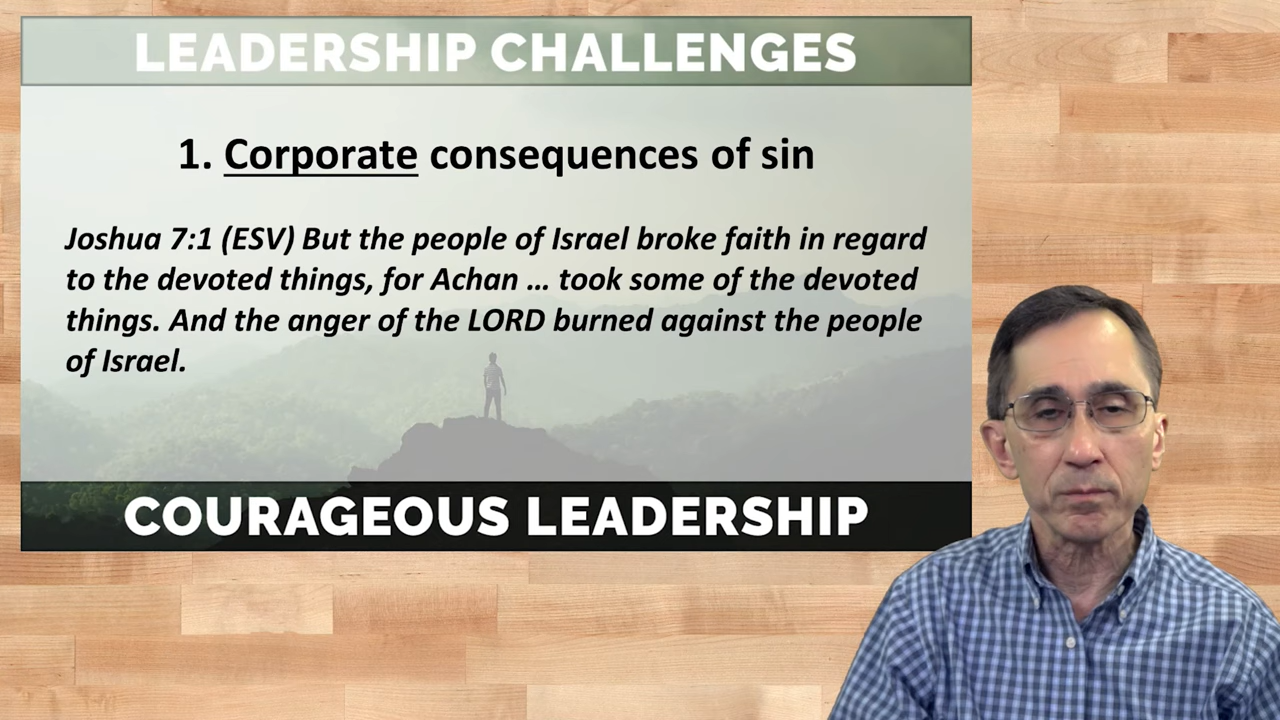 LEADERSHIP CHALLENGES
1. Corporate consequences of sin
Joshua 7:1 (ESV) But the people of Israel broke faith in regard
to the devoted things, for Achan ... took some of the devoted
things. And the anger of the LORD burned against the people
of Israel.
COURAGEOUS LEADERSHIP